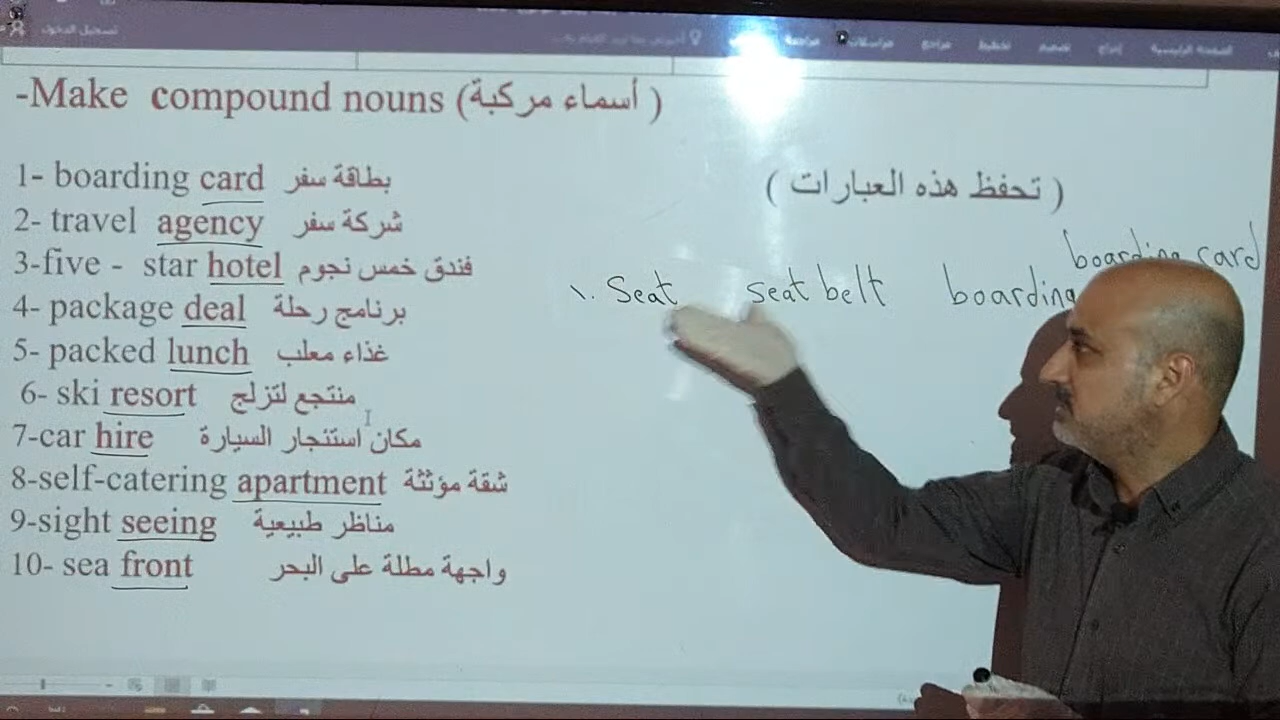 -Make compound nouns (أسماء مركبة )
1- boarding card بطاقة سفر
2- travel agency شركة سفر
3-five - star hotel فندق خمس نجوم
4- package deal برنامج رحلة
5- packed lunch غذاء معلب
6- ski resort منتجع لتزلج
7-car hire مكان استئجار السيارة
8-self-catering apartment شقة مؤثثة
9-sight seeing مناظر طبيعية
10- sea front واجهة مطلة على البحر
( تحفظ هذه العبارات )
boarding card
١. Seat seat belt boarding